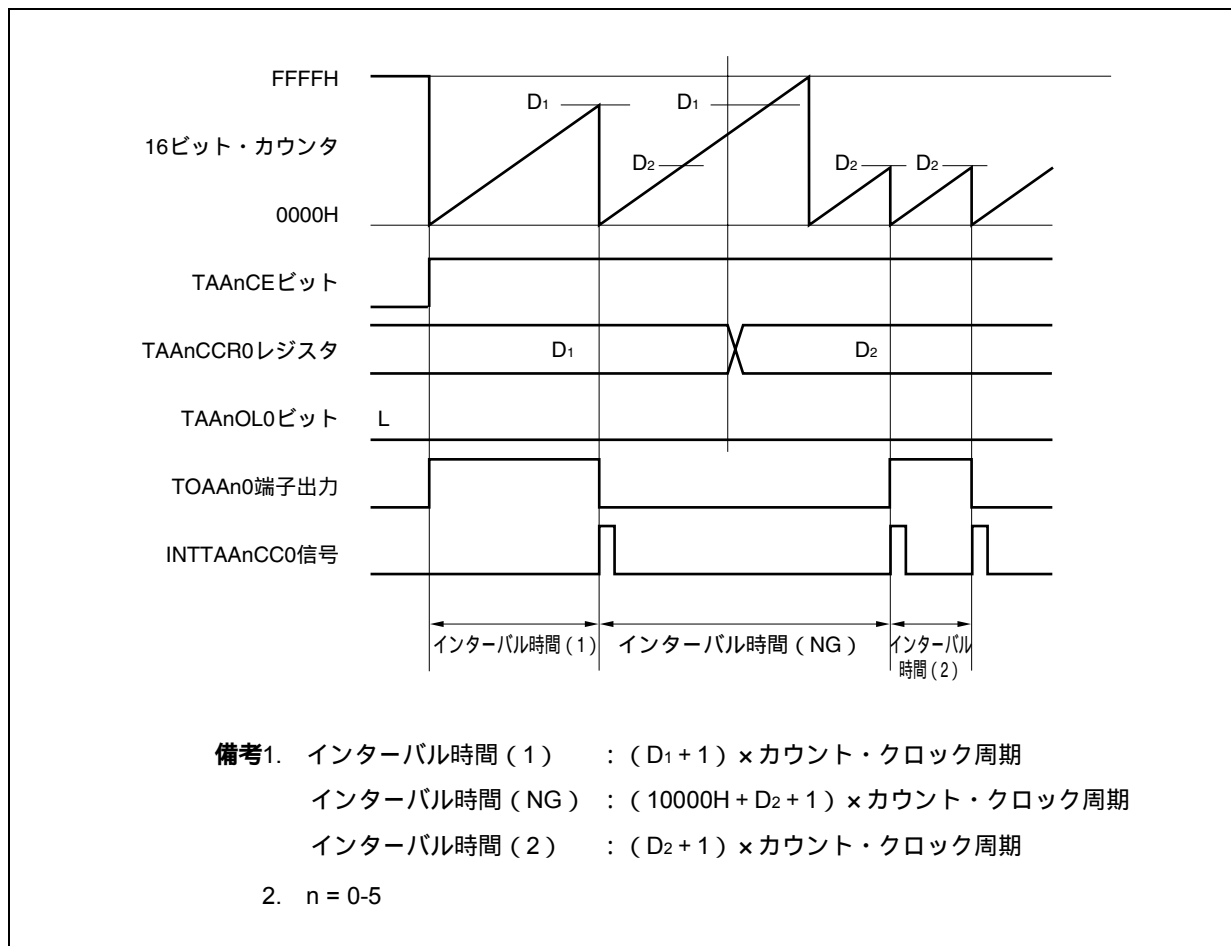 FFFFH
D1
D1
16ビット・カウンタ
D2
D2
D2
0000H
TAAnCEビット
TAAnCCR0レジスタ
D1
D2
TAAnOL0ビット
L
TOAAn0端子出力
INTTAAnCC0信号
インターバル時間(1)
インターバル時間(NG)
インターバル
時間(2)
備考1. インターバル時間(1) :(D1+1)×カウント・クロック周期
インターバル時間(NG) :(10000H+D2+1)×カウント・クロック周期
インターバル時間(2) :(D2+1)×カウント・クロック周期
2. n = 0-5